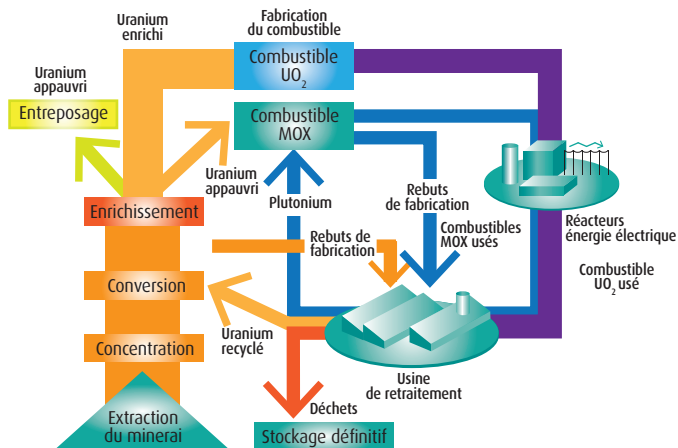 Uranium
enrichi
Fabrication
du combustible
Combustible
UO₂
Uranium
appauvri
Entreposage
Combustible
MOX
Uranium
appauvri
Plutonium
Rebuts
de fabrication
Enrichissement
Rebuts de
fabrication
Combustibles
MOX usés
Réacteurs
énergie électrique
Combustible
UO₂ usé
Conversion
Uranium
recyclé
Concentration
Usine
de retraitement
Extraction
du minerai
Déchets
Stockage définitif